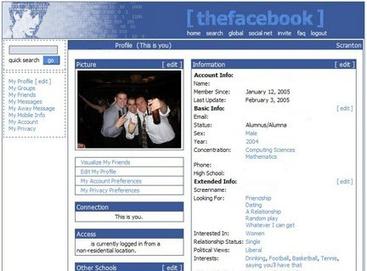 [ thefacebook ]
home search global social net invite faq logout
Profile (This is you) Scranton
quick search go
My Profile [ edit ]
My Groups
My Friends
My Messages
My Away Message
My Mobile Info
My Account
My Privacy
Picture [ edit ]
Visualize My Friends
Edit My Profile
My Account Preferences
My Privacy Preferences
Connection
This is you.
Access
is currently logged in from a
non-residential location.
Other Schools [ edit ]
Information [ edit ]
Account Info:
Name:
Member Since: January 12, 2005
Last Update: February 3, 2005
Basic Info: [ edit ]
Email:
Status: Alumnus/Alumna
Sex: Male
Year: 2004
Concentration: Computing Sciences
Mathematics
Phone:
High School:
Extended Info: [ edit ]
Screenname:
Looking For: Friendship
Dating
A Relationship
Random play
Whatever I can get
Interested In: Women
Relationship Status: Single
Political Views: Liberal
Interests: Drinking, Football, Basketball, Tennis,
saying you'll have that